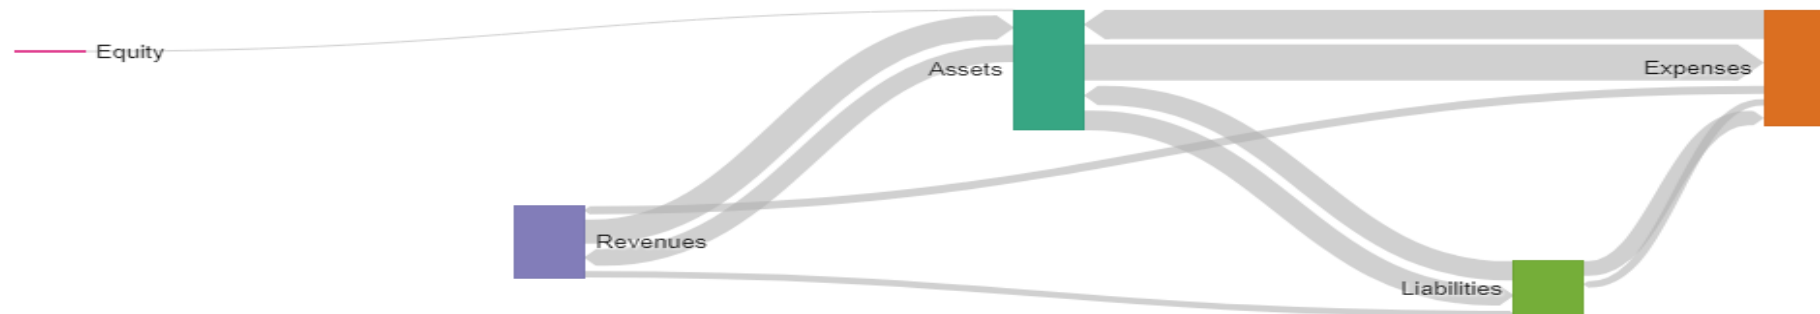 Equity
Assets
Expenses
Revenues
Liabilities